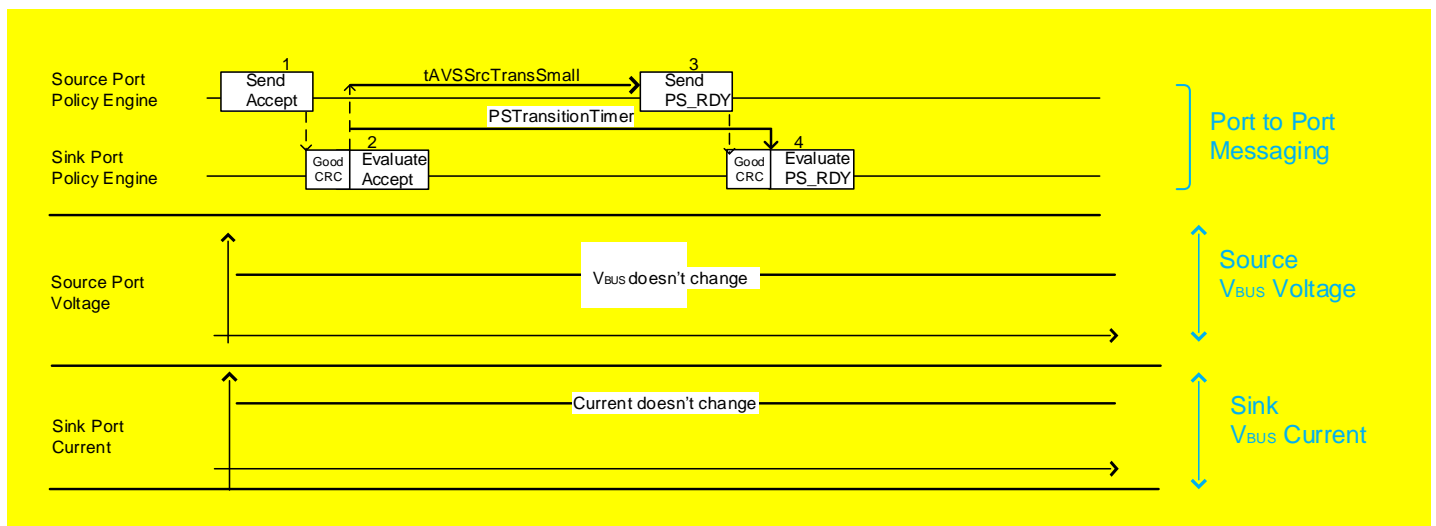 1
3
Source Port
Policy Engine
Send
Accept
tAVSSrcTransSmall
Send
PS_RDY
PSTransitionTimer
Port to Port
Messaging
2
4
Sink Port
Policy Engine
Good
CRC
Evaluate
Accept
Good
CRC
Evaluate
PS_RDY
Source Port
Voltage
VBUS doesn't change
Source
VBUS Voltage
Sink Port
Current
Current doesn't change
Sink
VBUS Current